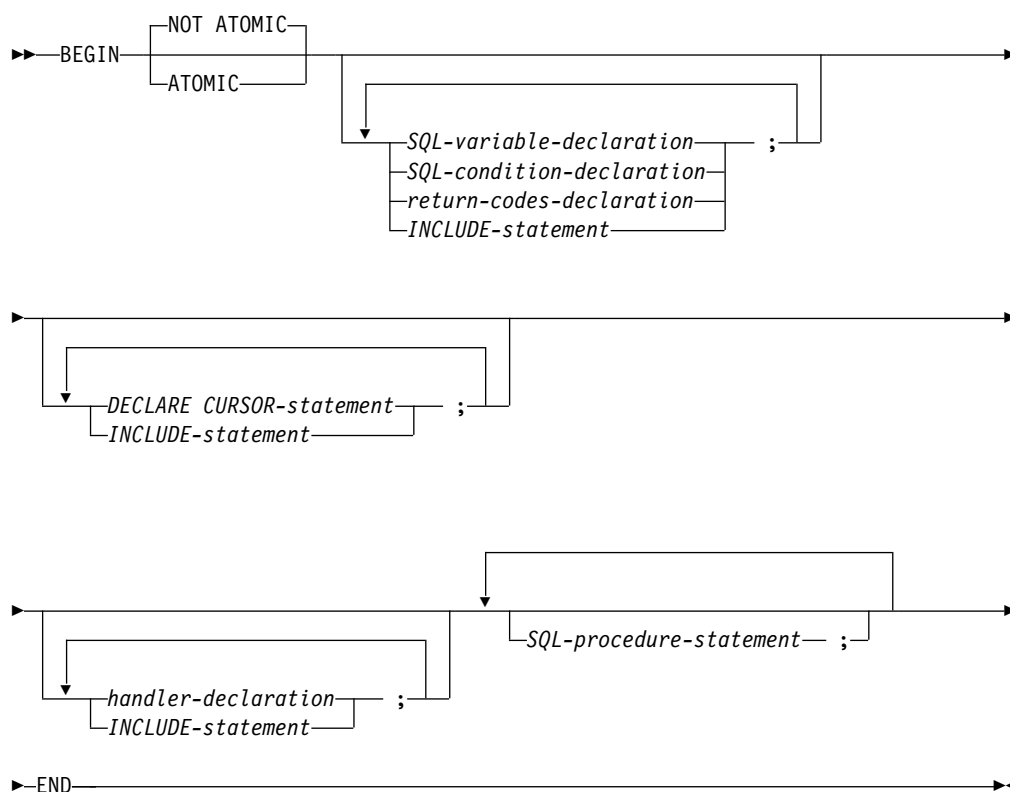 NOT ATOMIC
BEGIN
ATOMIC
SQL-variable-declaration ;
SQL-condition-declaration
return-codes-declaration
INCLUDE-statement
DECLARE CURSOR-statement ;
INCLUDE-statement
SQL-procedure-statement ;
handler-declaration ;
INCLUDE-statement
END